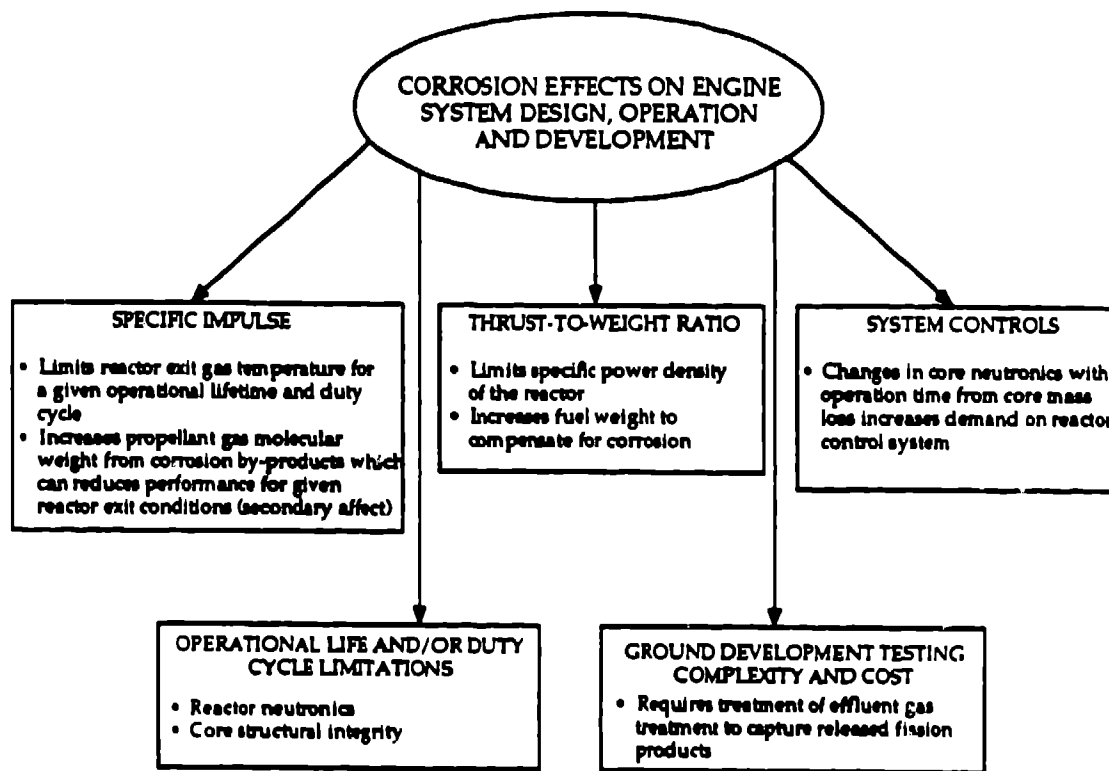 CORROSION EFFECTS ON ENGINE
SYSTEM DESIGN, OPERATION
AND DEVELOPMENT
SPECIFIC IMPULSE
• Limits reactor exit gas temperature for
a given operational lifetime and duty
cycle
• Increases propellant gas molecular
weight from corrosion by-products which
can reduces performance for given
reactor exit conditions (secondary affect)
THRUST-TO-WEIGHT RATIO
• Limits specific power density
of the reactor
• Increases fuel weight to
compensate for corrosion
SYSTEM CONTROLS
• Changes in core neutronics with
operation time from core mass
loss increases demand on reactor
control system
OPERATIONAL LIFE AND/OR DUTY
CYCLE LIMITATIONS
• Reactor neutronics
• Core structural integrity
GROUND DEVELOPMENT TESTING
COMPLEXITY AND COST
• Requires treatment of effluent gas
treatment to capture released fission
products